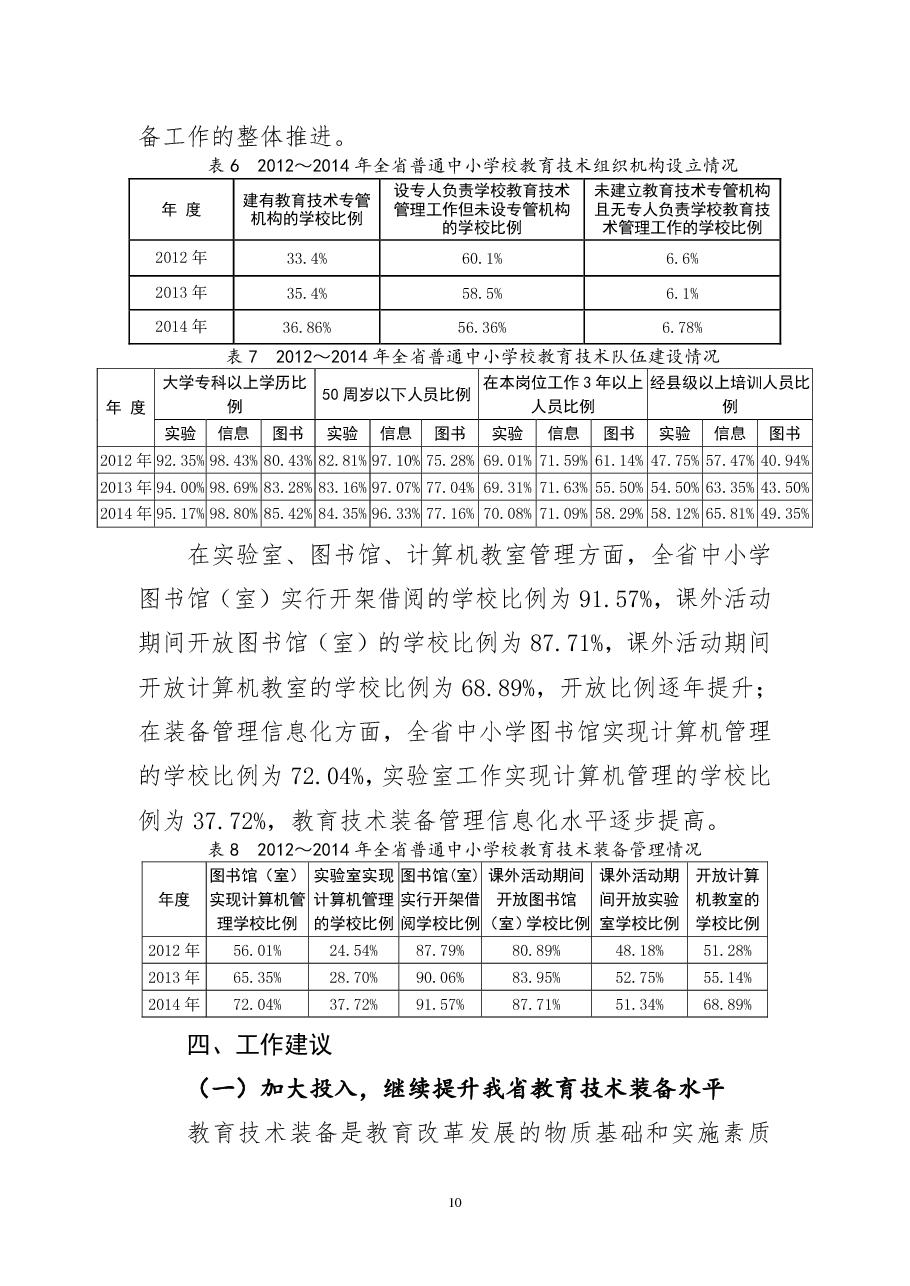 备工作的整体推进。
表 6 2012～2014 年全省普通中小学校教育技术组织机构设立情况
年 度
建有教育技术专管
机构的学校比例
设专人负责学校教育技术
管理工作但未设专管机构
的学校比例
未建立教育技术专管机构
且无专人负责学校教育技
术管理工作的学校比例
2012 年 33.4% 60.1% 6.6%
2013 年 35.4% 58.5% 6.1%
2014 年 36.86% 56.36% 6.78%
表 7 2012～2014 年全省普通中小学校教育技术队伍建设情况
年 度
大学专科以上学历比
例
50 周岁以下人员比例
在本岗位工作 3 年以上
人员比例
经县级以上培训人员比
例
实验 信息 图书 实验 信息 图书 实验 信息 图书 实验 信息 图书
2012 年 92.35% 98.43% 80.43% 82.81% 97.10% 75.28% 69.01% 71.59% 61.14% 47.75% 57.47% 40.94%
2013 年 94.00% 98.69% 83.28% 83.16% 97.07% 77.04% 69.31% 71.63% 55.50% 54.50% 63.35% 43.50%
2014 年 95.17% 98.80% 85.42% 84.35% 96.33% 77.16% 70.08% 71.09% 58.29% 58.12% 65.81% 49.35%
在实验室、图书馆、计算机教室管理方面，全省中小学
图书馆（室）实行开架借阅的学校比例为 91.57%，课外活动
期间开放图书馆（室）的学校比例为 87.71%，课外活动期间
开放计算机教室的学校比例为 68.89%，开放比例逐年提升；
在装备管理信息化方面，全省中小学图书馆实现计算机管理
的学校比例为 72.04%，实验室工作实现计算机管理的学校比
例为 37.72%，教育技术装备管理信息化水平逐步提高。
表 8 2012～2014 年全省普通中小学校教育技术装备管理情况
年度
图书馆（室）
实现计算机管
理学校比例
实验室实现
计算机管理
的学校比例
图书馆(室)
实行开架借
阅学校比例
课外活动期间
开放图书馆
（室）学校比例
课外活动期
间开放实验
室学校比例
开放计算
机教室的
学校比例
2012 年 56.01% 24.54% 87.79% 80.89% 48.18% 51.28%
2013 年 65.35% 28.70% 90.06% 83.95% 52.75% 55.14%
2014 年 72.04% 37.72% 91.57% 87.71% 51.34% 68.89%
四、工作建议
（一）加大投入，继续提升我省教育技术装备水平
教育技术装备是教育改革发展的物质基础和实施素质
10